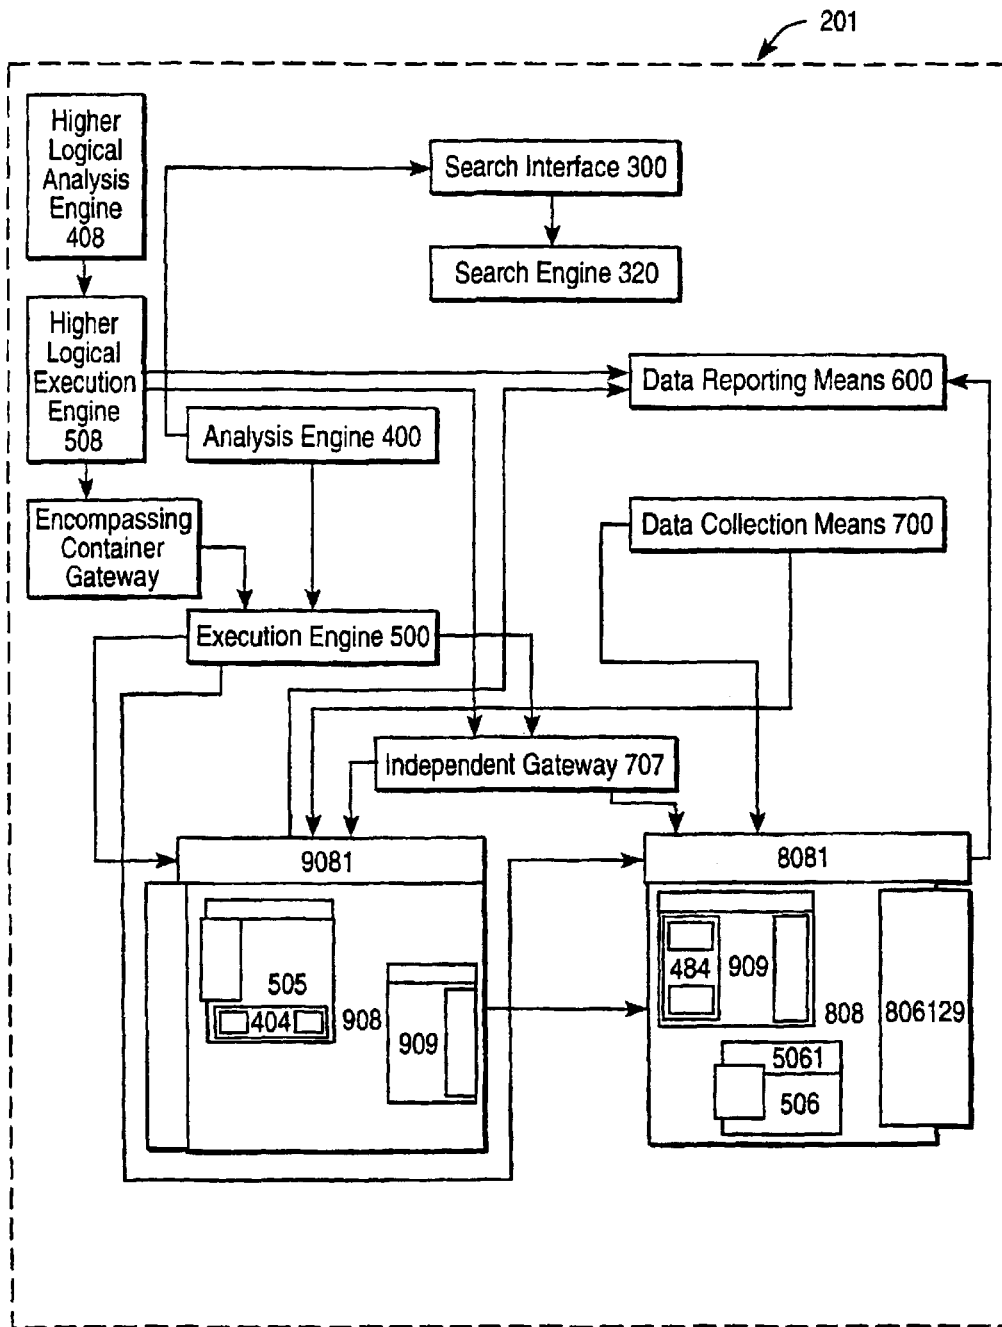 201
Higher
Logical
Analysis
Engine
408
Search Interface 300
Search Engine 320
Higher
Logical
Execution
Engine
508
Data Reporting Means 600
Analysis Engine 400
Encompassing
Container
Gateway
Data Collection Means 700
Execution Engine 500
Independent Gateway 707
9081
8081
505
404
908
909
484
909
808
806129
5061
506